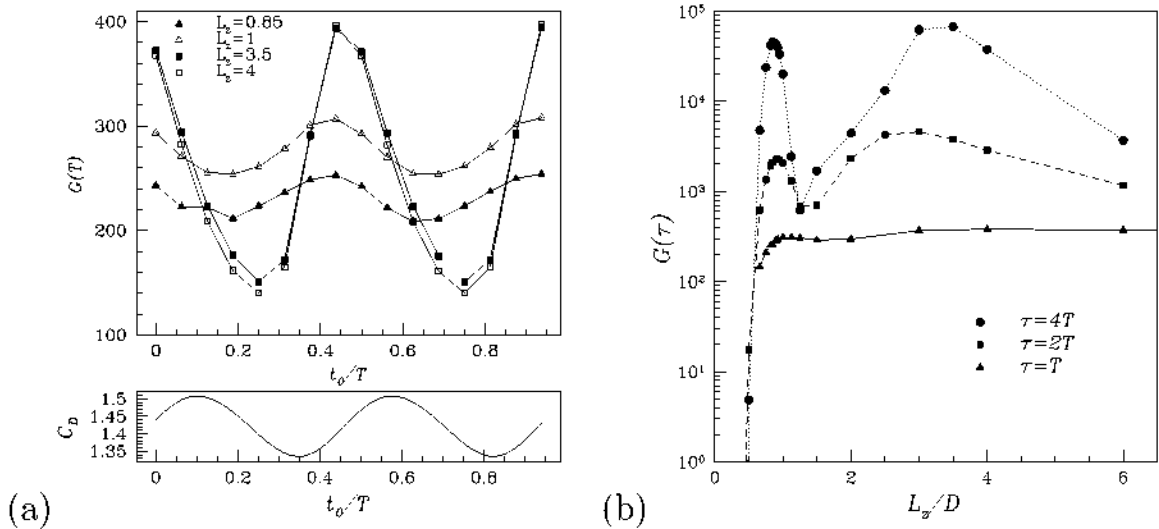 400
300
200
100
G(T)
▲ L_z=0.85
△ L_z=1
■ L_z=3.5
□ L_z=4
0 0.2 0.4 0.6 0.8
t_0/T
1.5
1.45
1.4
1.35
C_D
0 0.2 0.4 0.6 0.8
t_0/T
(a)
10^5
10^4
10^3
10^2
10^1
10^0
G(τ)
● τ=4T
■ τ=2T
▲ τ=T
0 2 4 6
L_z/D
(b)